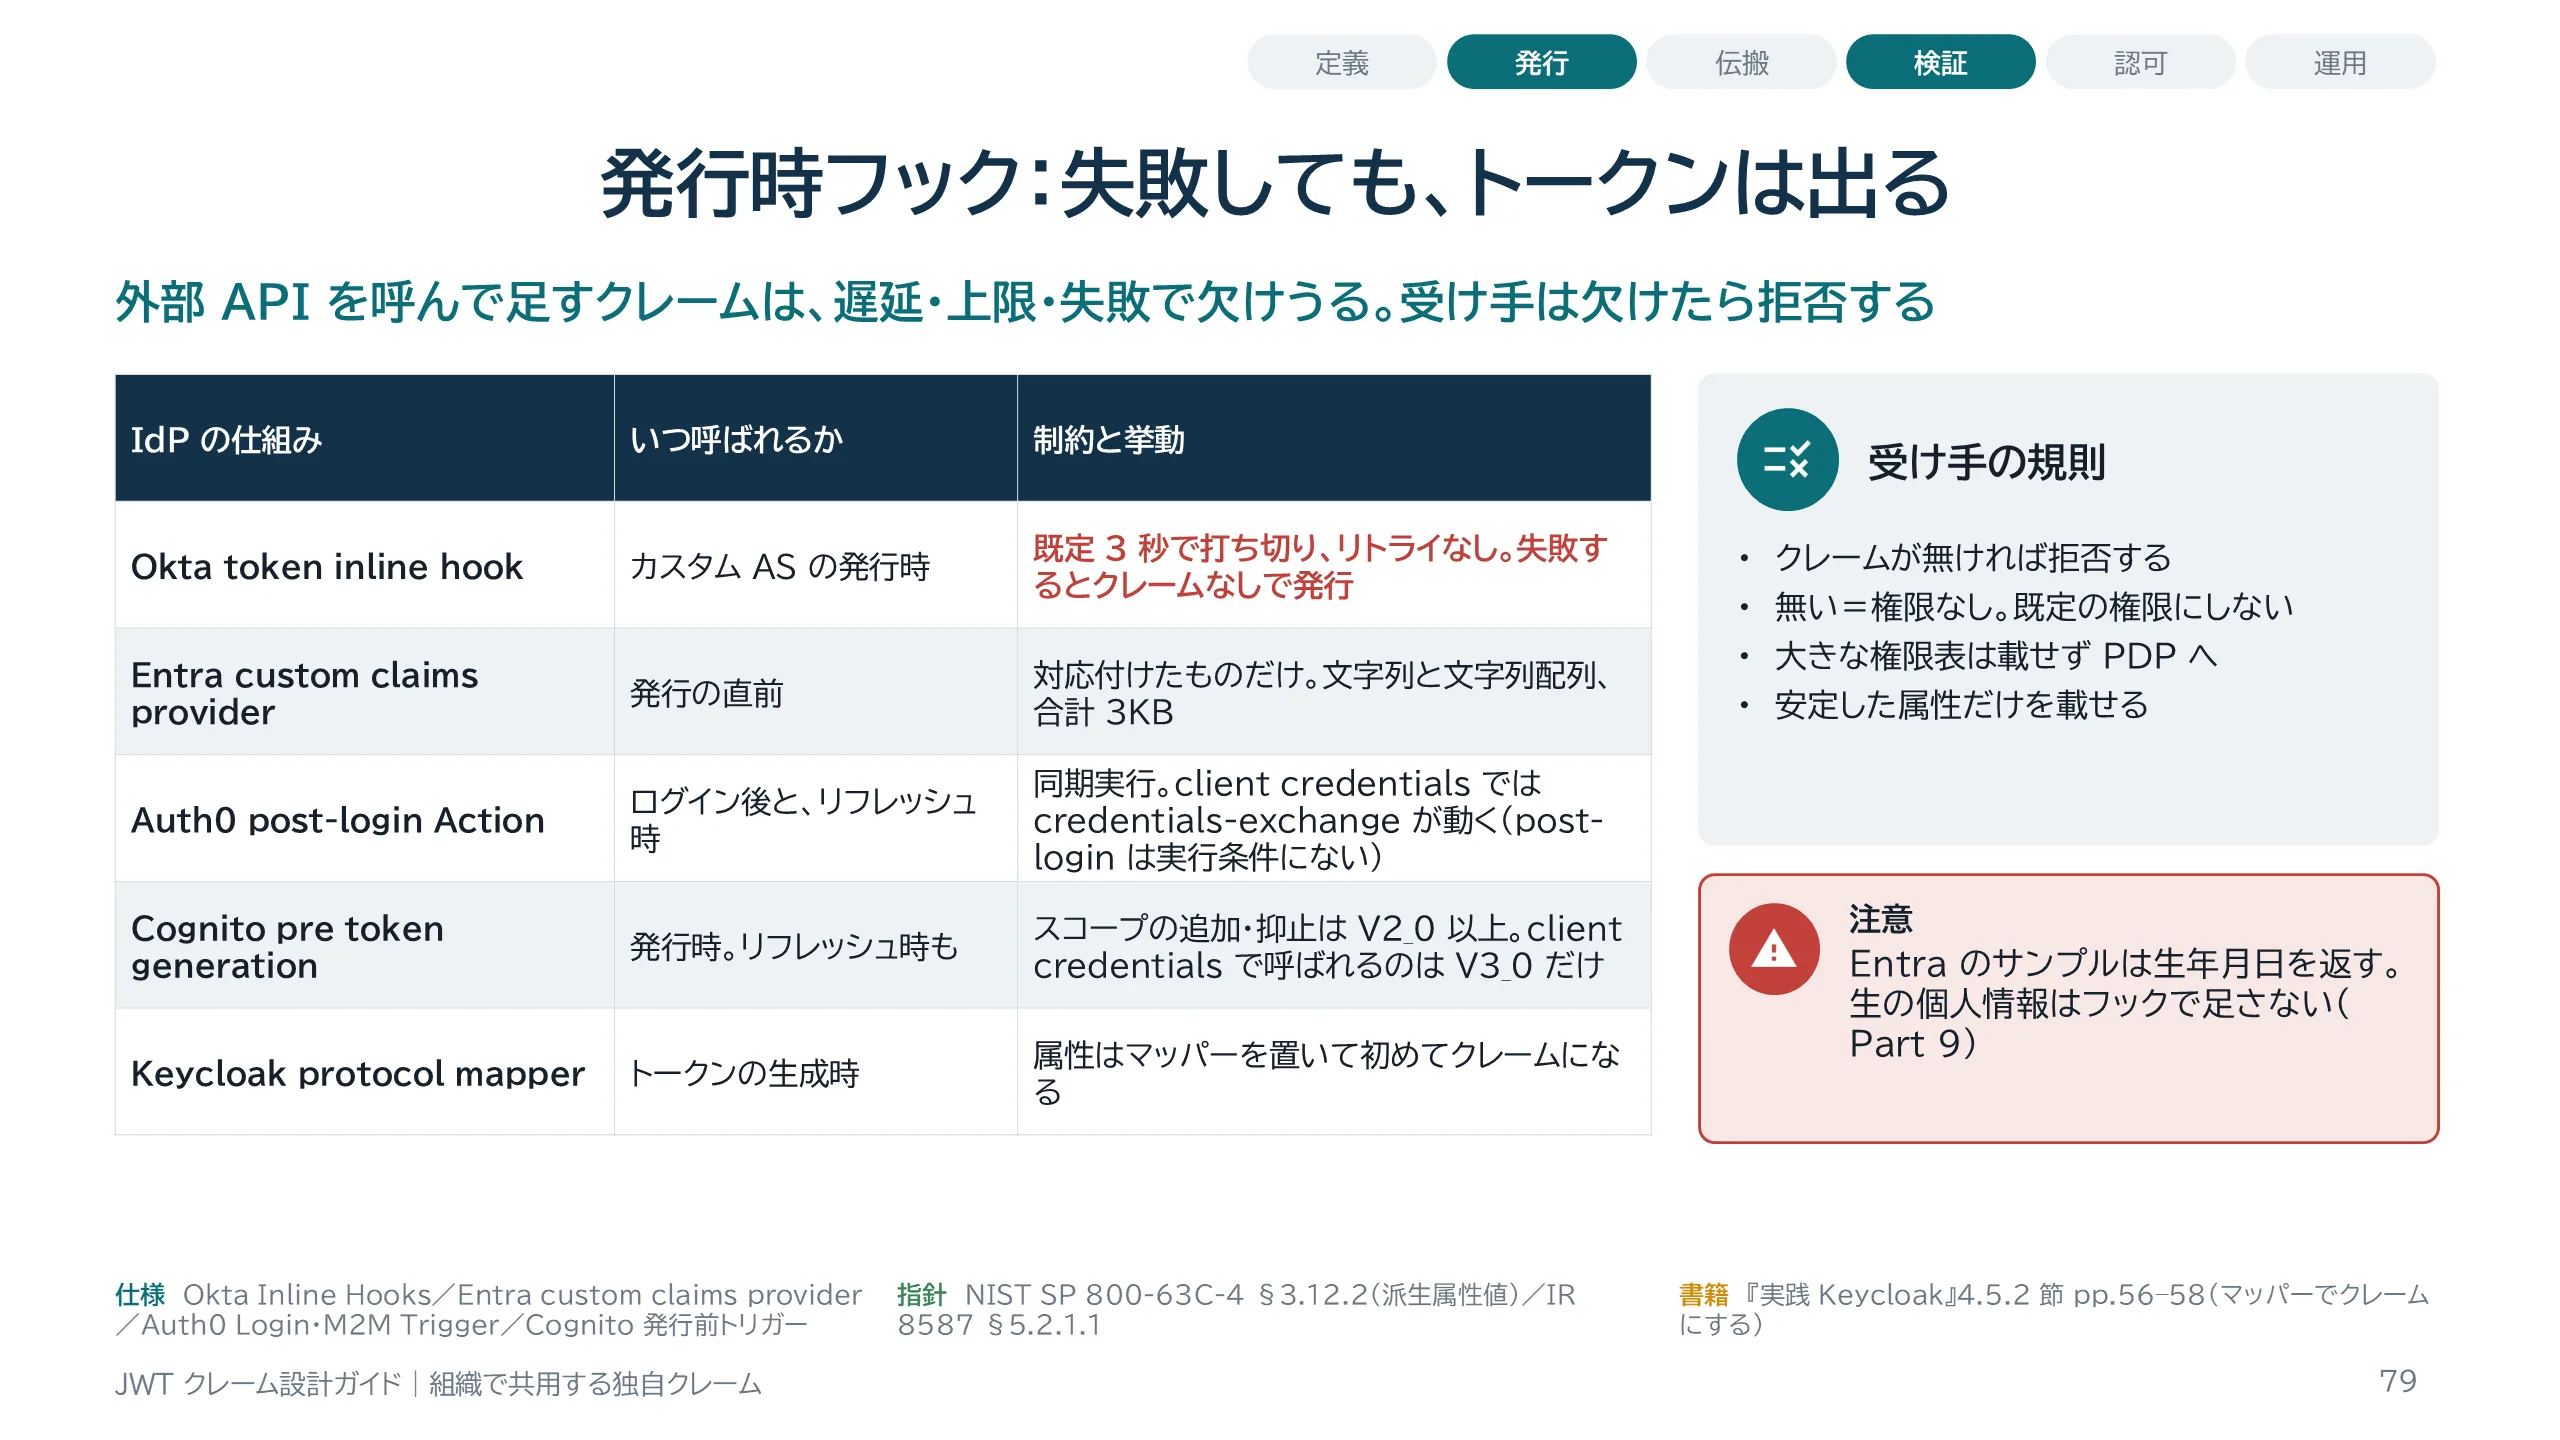 定義
発行
伝搬
検証
認可
運用
発行時フック：失敗しても、トークンは出る
外部 API を呼んで足すクレームは、遅延・上限・失敗で欠けうる。受け手は欠けたら拒否する
IdP の仕組み
いつ呼ばれるか
制約と挙動
Okta token inline hook
カスタム AS の発行時
既定 3 秒で打ち切り、リトライなし。失敗す
るとクレームなしで発行
Entra custom claims
provider
発行の直前
対応付けたものだけ。文字列と文字列配列、
合計 3KB
Auth0 post-login Action
ログイン後と、リフレッシュ
時
同期実行。client credentials では
credentials-exchange が動く（post-
login は実行条件にない）
Cognito pre token
generation
発行時。リフレッシュ時も
スコープの追加・抑止は V2_0 以上。client
credentials で呼ばれるのは V3_0 だけ
Keycloak protocol mapper
トークンの生成時
属性はマッパーを置いて初めてクレームにな
る
受け手の規則
• クレームが無ければ拒否する
• 無い＝権限なし。既定の権限にしない
• 大きな権限表は載せず PDP へ
• 安定した属性だけを載せる
注意
Entra のサンプルは生年月日を返す。
生の個人情報はフックで足さない（
Part 9）
仕様 Okta Inline Hooks／Entra custom claims provider
／Auth0 Login・M2M Trigger／Cognito 発行前トリガー
指針 NIST SP 800-63C-4 §3.12.2（派生属性値）／IR
8587 §5.2.1.1
書籍 『実践 Keycloak』4.5.2 節 pp.56–58（マッパーでクレーム
にする）
JWT クレーム設計ガイド｜組織で共用する独自クレーム
79